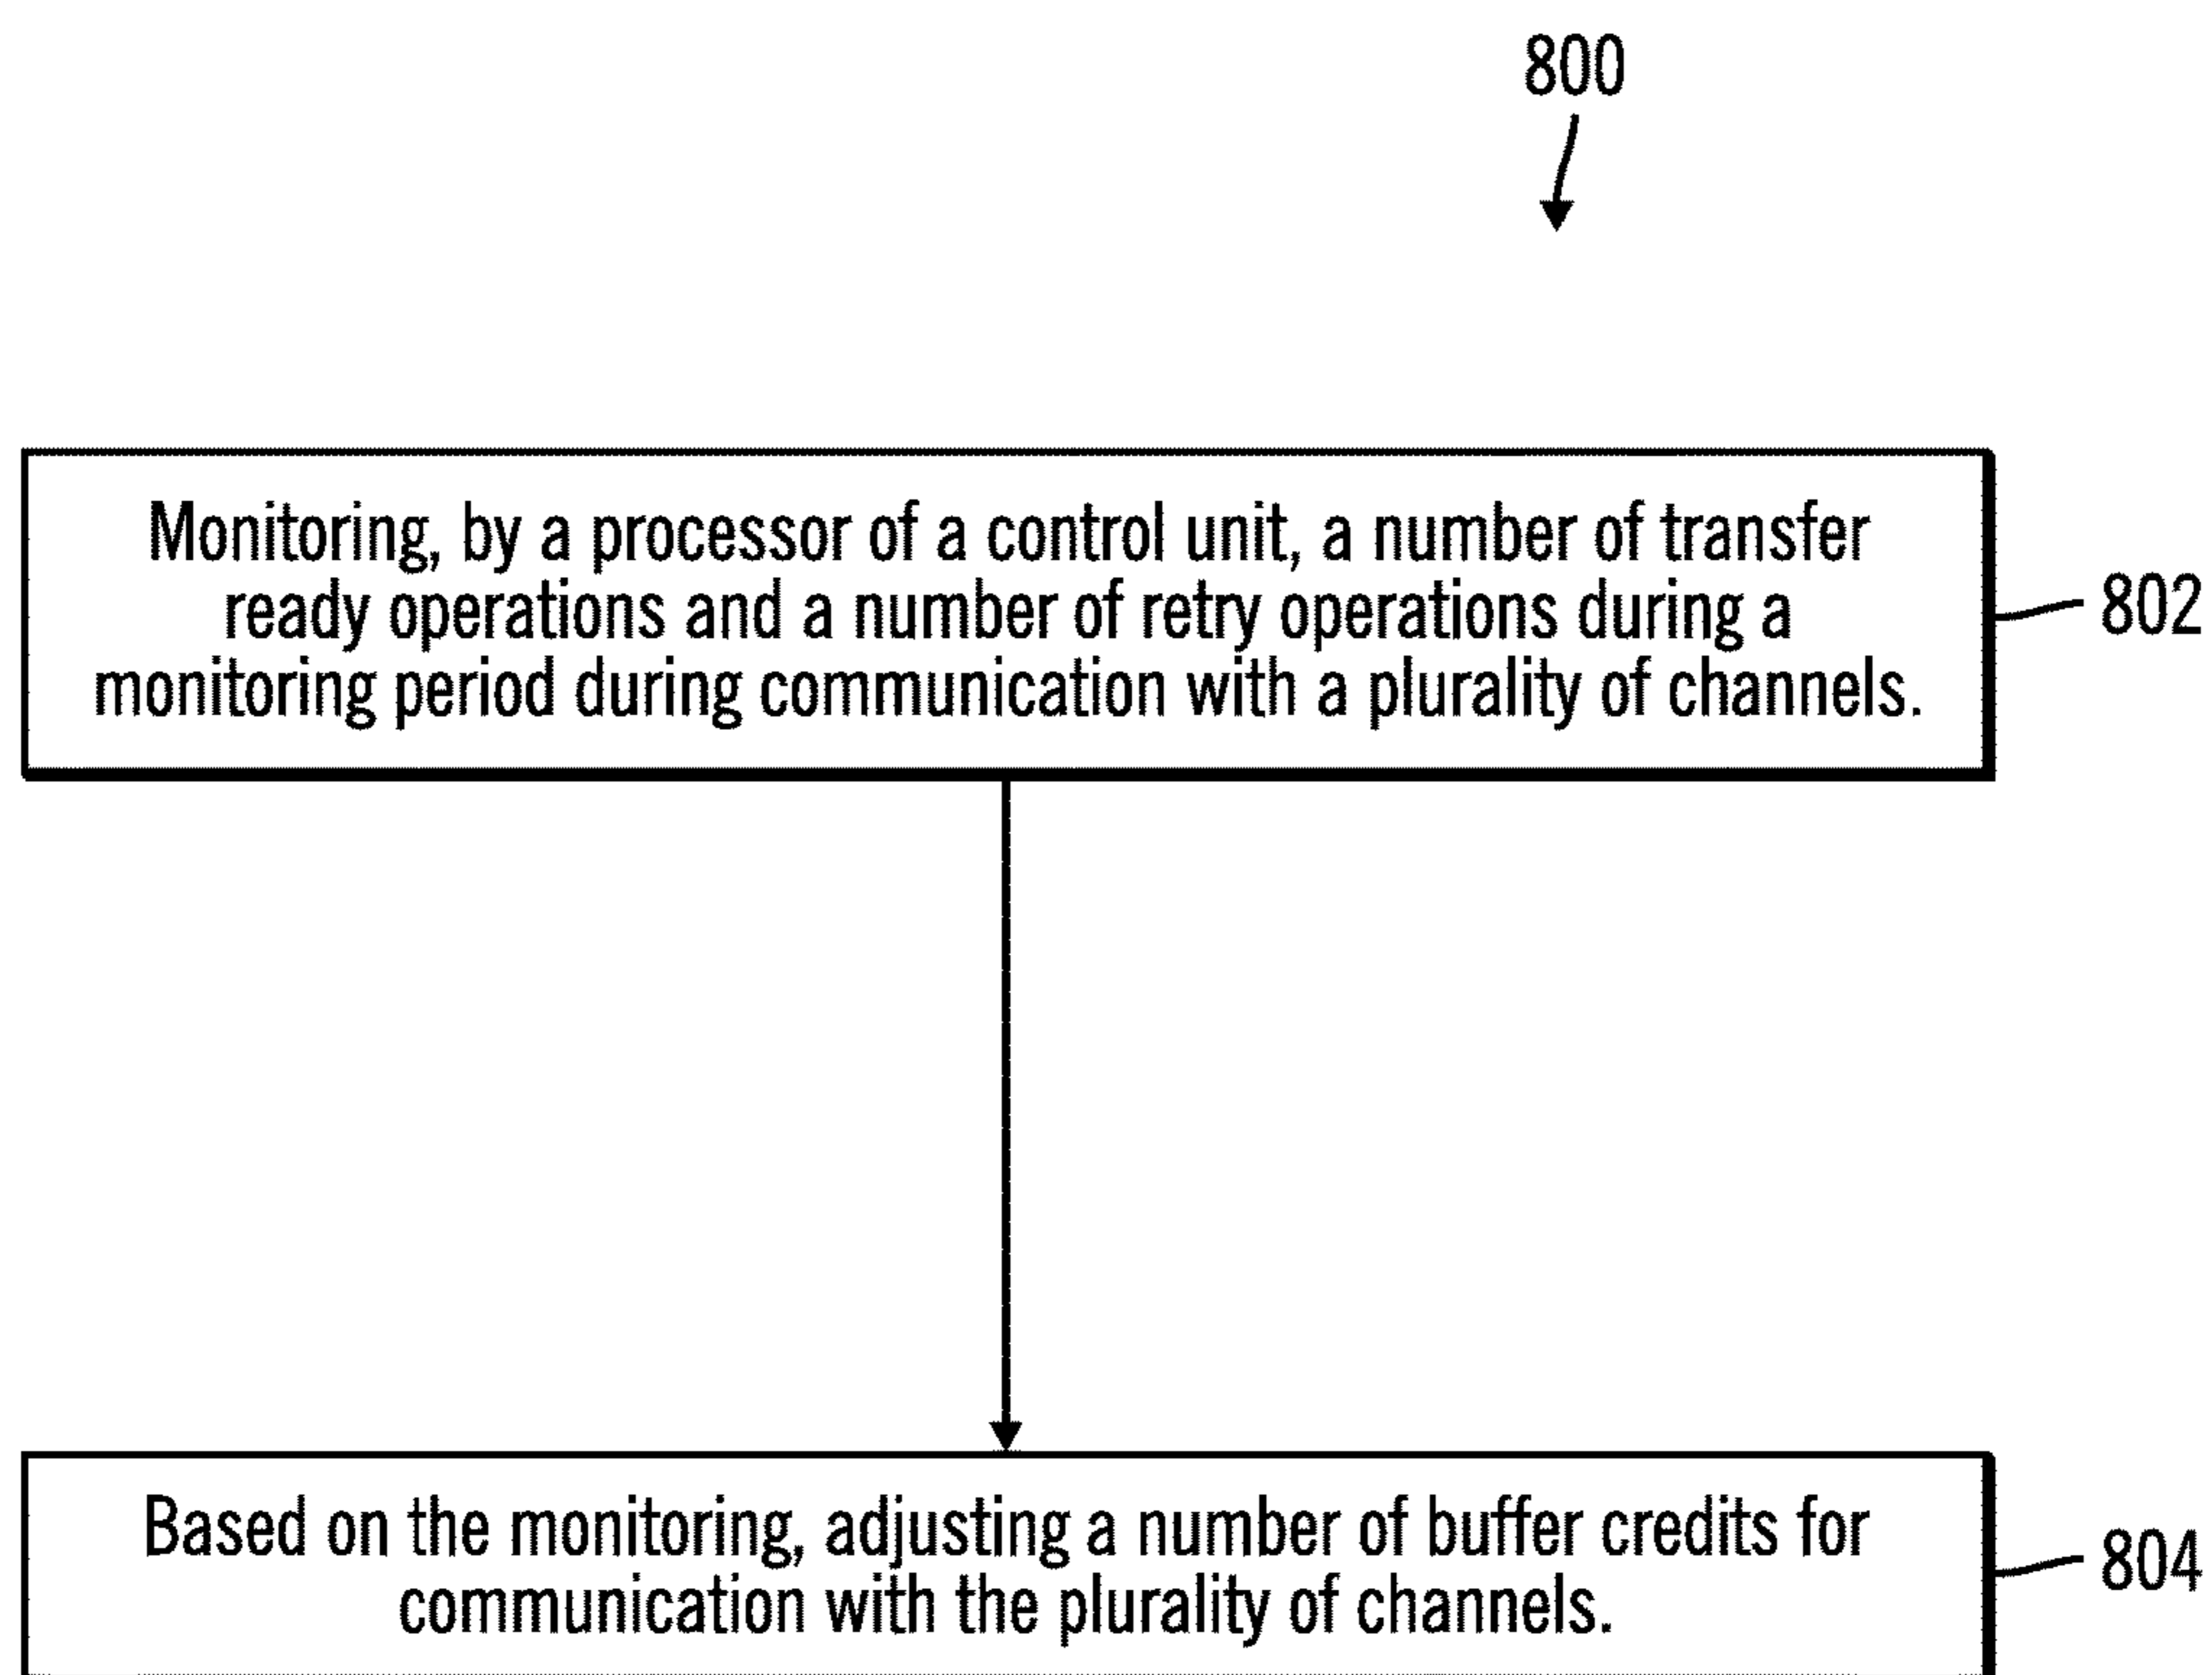 800
Monitoring, by a processor of a control unit, a number of transfer
ready operations and a number of retry operations during a
monitoring period during communication with a plurality of channels.
802
Based on the monitoring, adjusting a number of buffer credits for
communication with the plurality of channels.
804